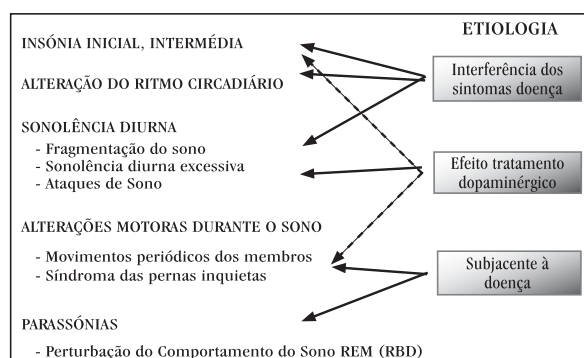 ETIOLOGIA
INSÓNIA INICIAL, INTERMÉDIA
ALTERAÇÃO DO RITMO CIRCADIÁRIO
SONOLÊNCIA DIURNA
- Fragmentação do sono
- Sonolência diurna excessiva
- Ataques de Sono
ALTERAÇÕES MOTORAS DURANTE O SONO
- Movimentos periódicos dos membros
- Síndroma das pernas inquietas
PARASSÓNIAS
- Perturbação do Comportamento do Sono REM (RBD)
Interferência dos
sintomas doença
Efeito tratamento
dopaminérgico
Subjacente à
doença